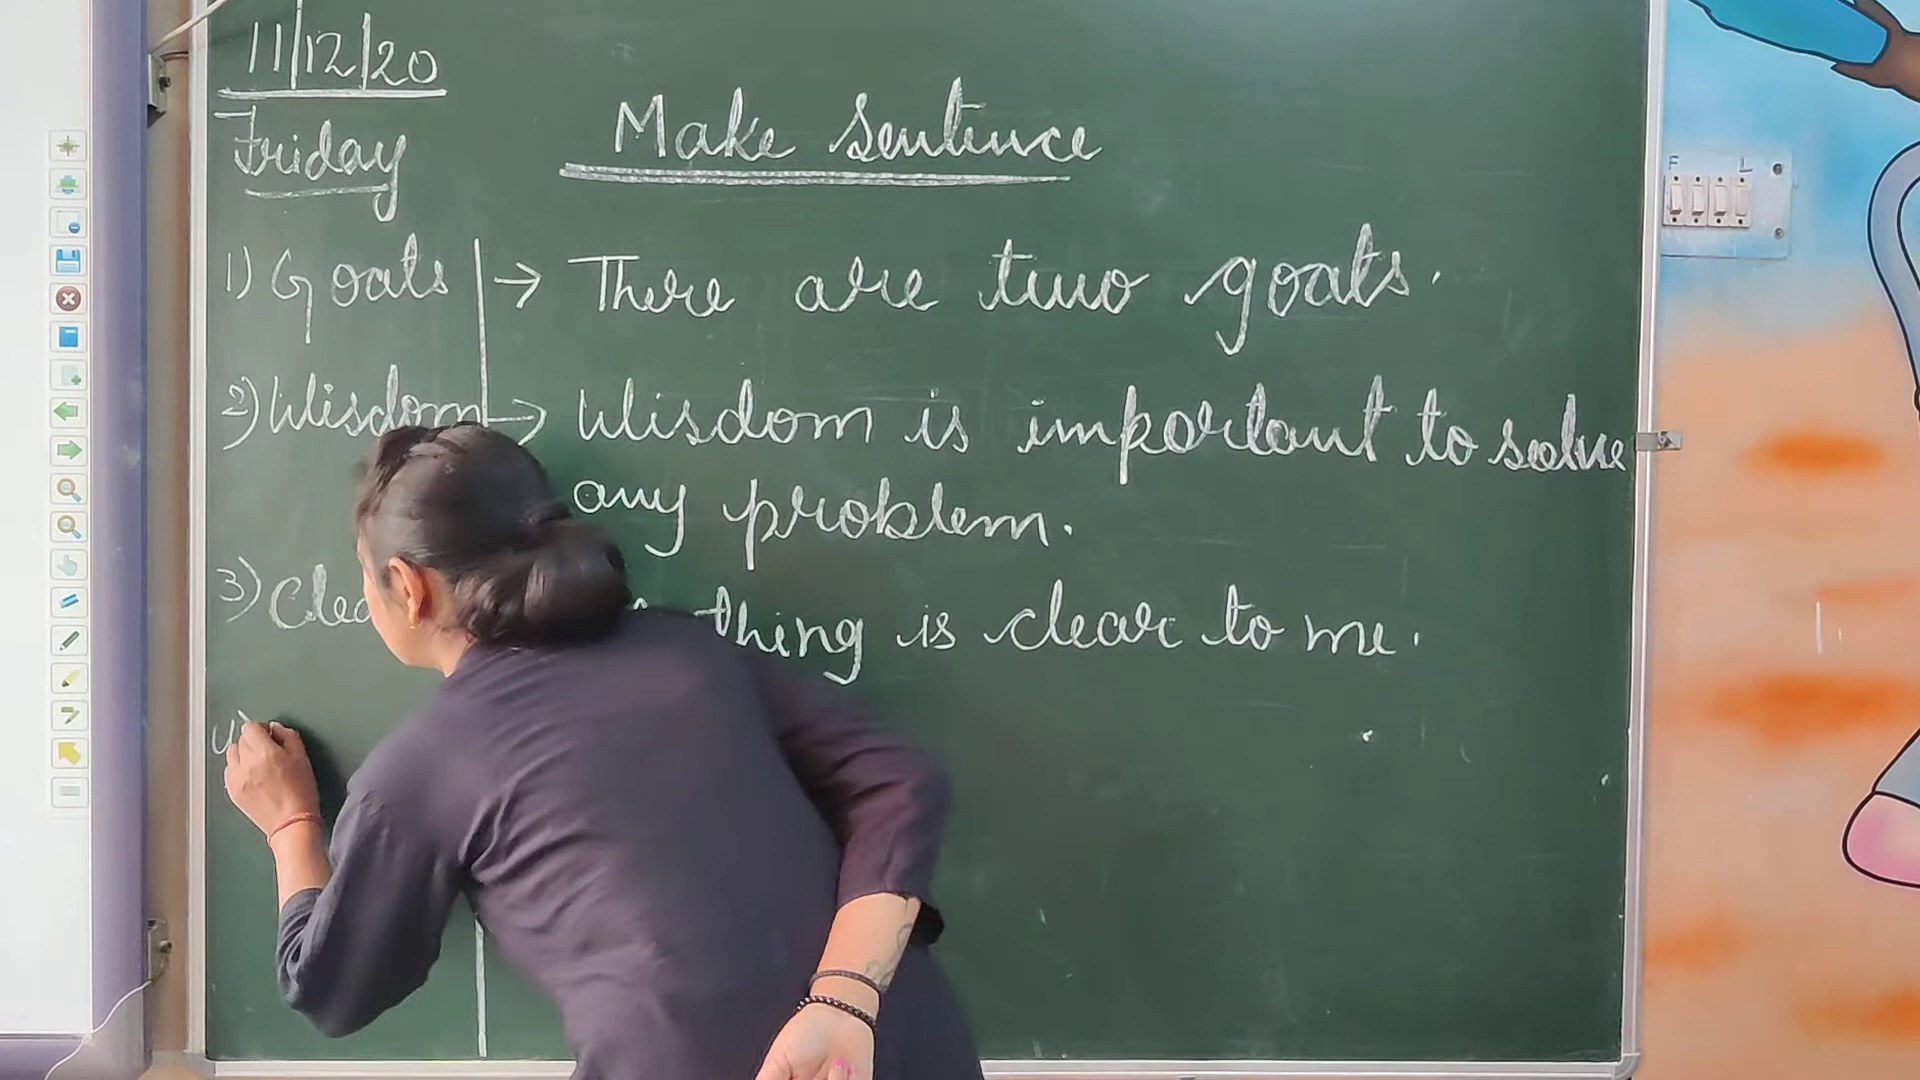 11/12/20
Friday
Make Sentence
1) Goats → There are two goats.
2) Wisdom → Wisdom is important to solve
any problem.
3) thing is clear to me.
F L